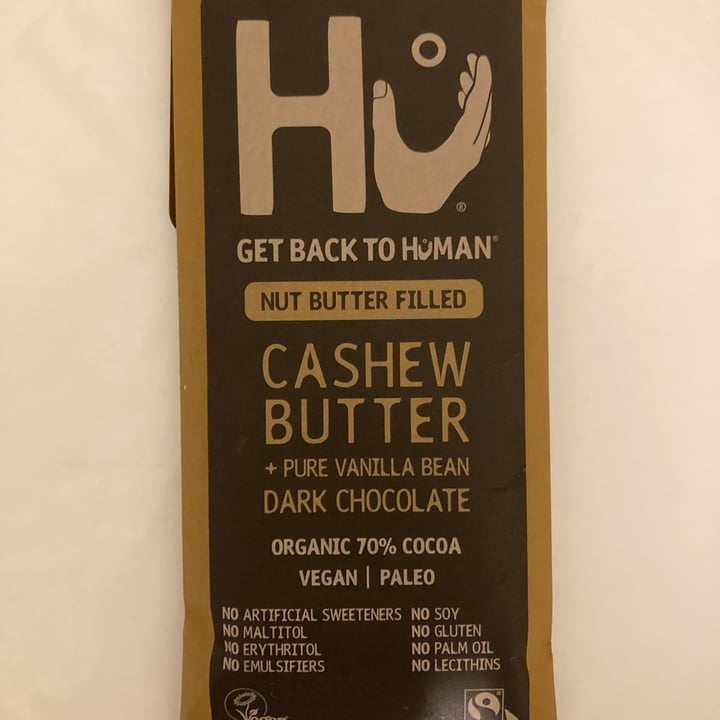 Hu®
GET BACK TO HUMAN®
NUT BUTTER FILLED
CASHEW
BUTTER
+ PURE VANILLA BEAN
DARK CHOCOLATE
ORGANIC 70% COCOA
VEGAN | PALEO
NO ARTIFICIAL SWEETENERS NO SOY
NO MALTITOL NO GLUTEN
NO ERYTHRITOL NO PALM OIL
NO EMULSIFIERS NO LECITHINS